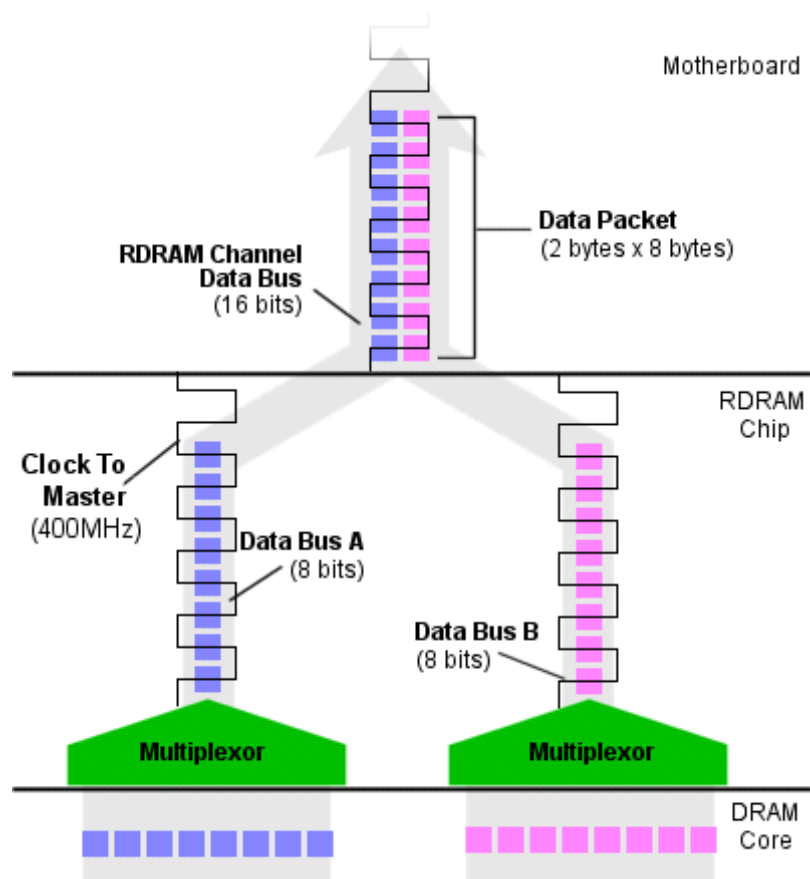 Motherboard
Data Packet
(2 bytes x 8 bytes)
RDRAM Channel
Data Bus
(16 bits)
RDRAM
Chip
Clock To
Master
(400MHz)
Data Bus A
(8 bits)
Data Bus B
(8 bits)
Multiplexor
Multiplexor
DRAM
Core